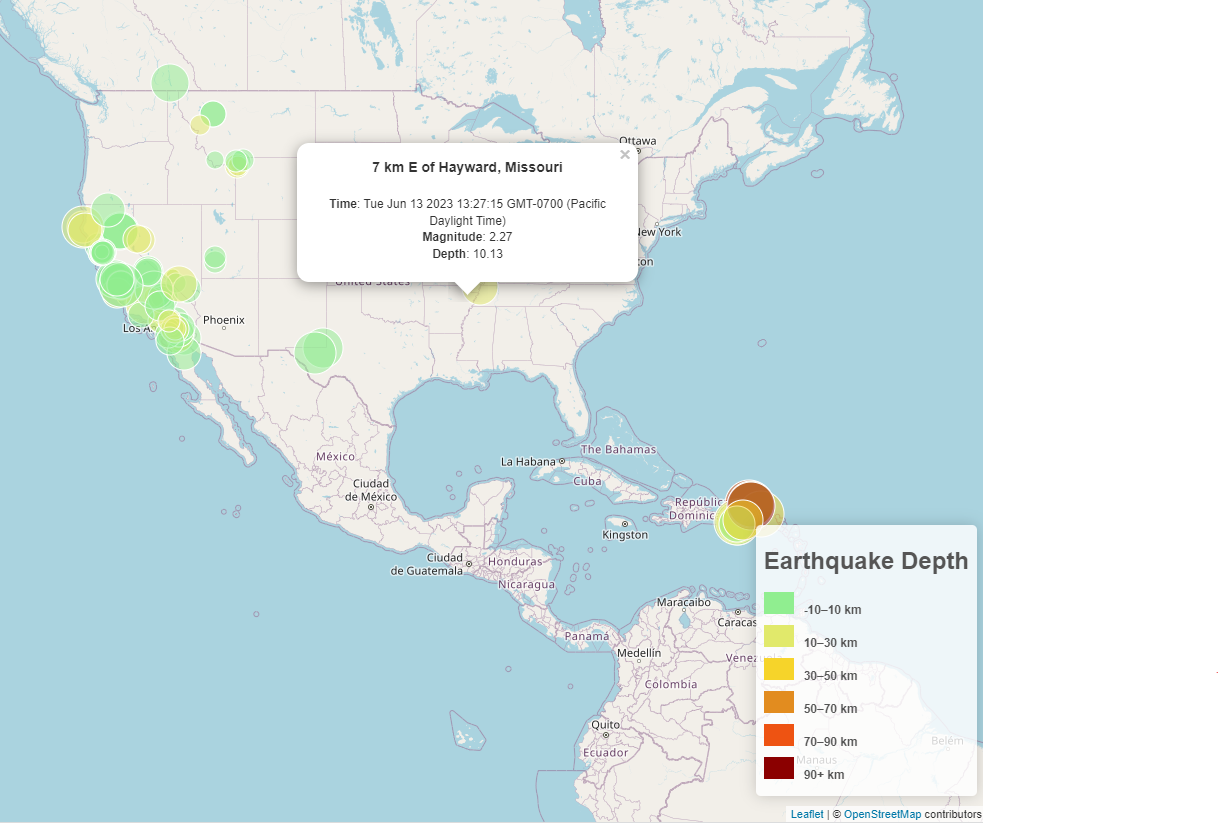 Ottawa
7 km E of Hayward, Missouri
×
Time: Tue Jun 13 2023 13:27:15 GMT-0700 (Pacific
Daylight Time)
Magnitude: 2.27
Depth: 10.13
New York
ton
United States
Phoenix
Los A
México
Ciudad
de México
La Habana
The Bahamas
Cuba
Repúblic
Dominic
Kingston
Ciudad
de Guatemala
Honduras
Nicaragua
Maracaibo
Caracas
Panamá
Medellín
Venezuela
Colombia
Quito
Ecuador
Earthquake Depth
-10–10 km
10–30 km
30–50 km
50–70 km
70–90 km
90+ km
Belém
Manaus
Leaflet | © OpenStreetMap contributors